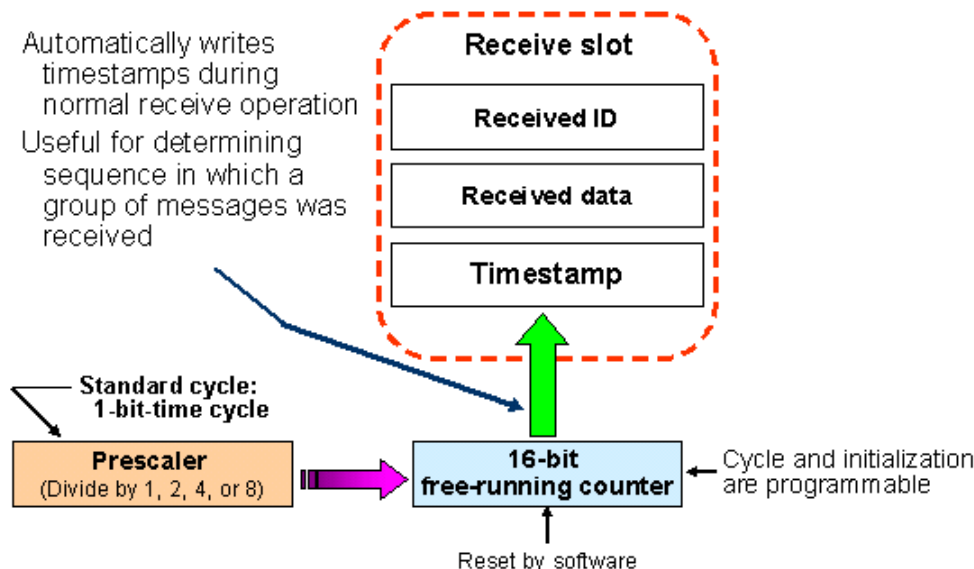 Automatically writes
timestamps during
normal receive operation
Useful for determining
sequence in which a
group of messages was
received
Receive slot
Received ID
Received data
Timestamp
Standard cycle:
1-bit-time cycle
Prescaler
(Divide by 1, 2, 4, or 8)
16-bit
free-running counter
Cycle and initialization
are programmable
Reset by software